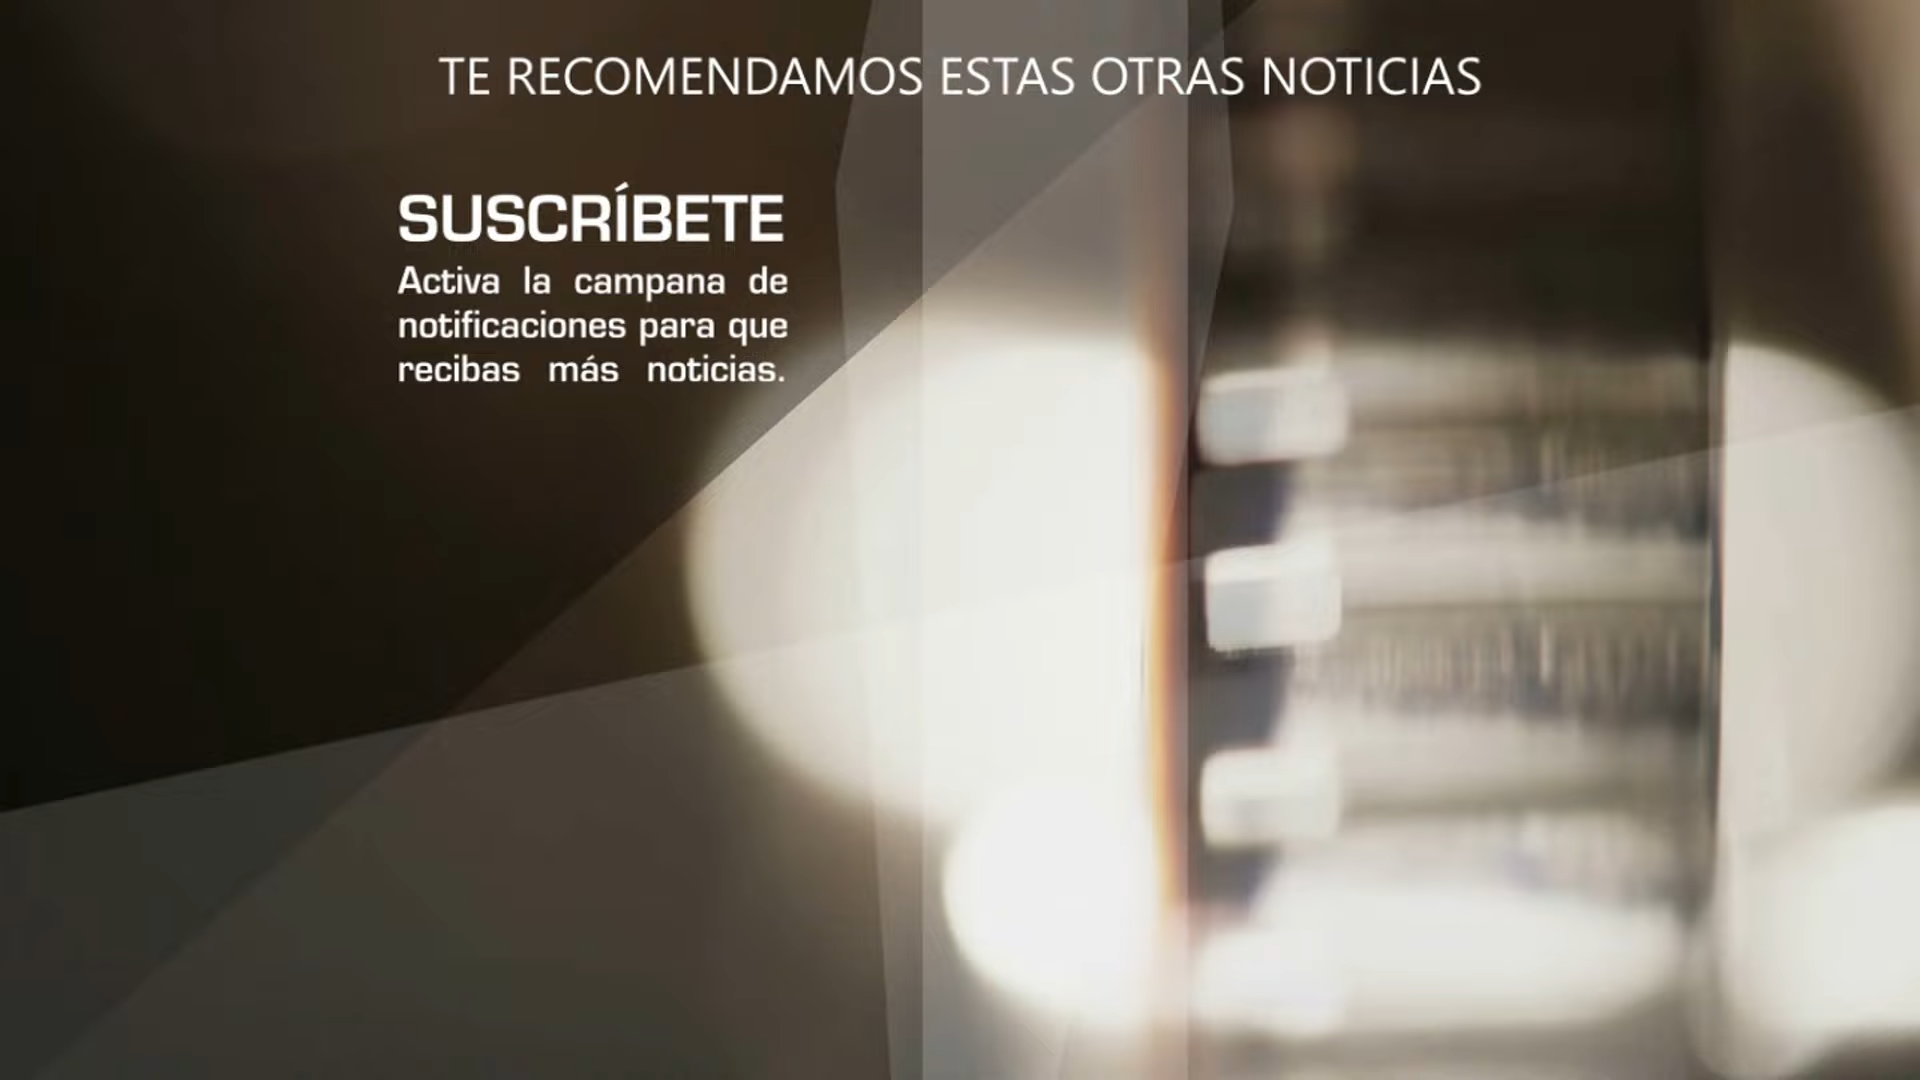 TE RECOMENDAMOS ESTAS OTRAS NOTICIAS
SUSCRÍBETE
Activa la campana de
notificaciones para que
recibas más noticias.